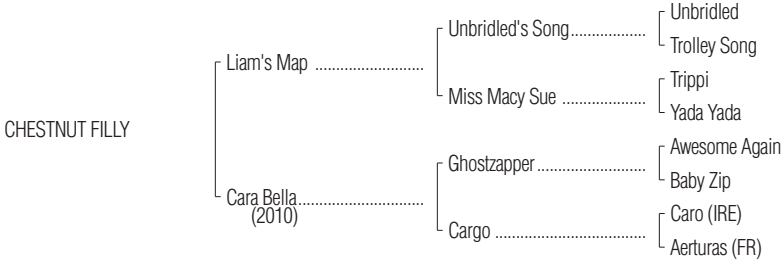 Unbridled
Unbridled's Song..................
Trolley Song
Liam's Map ..........................
Trippi
Miss Macy Sue ....................
Yada Yada
CHESTNUT FILLY
Awesome Again
Ghostzapper..........................
Baby Zip
Cara Bella..............................
(2010)
Caro (IRE)
Cargo ....................................
Aerturas (FR)